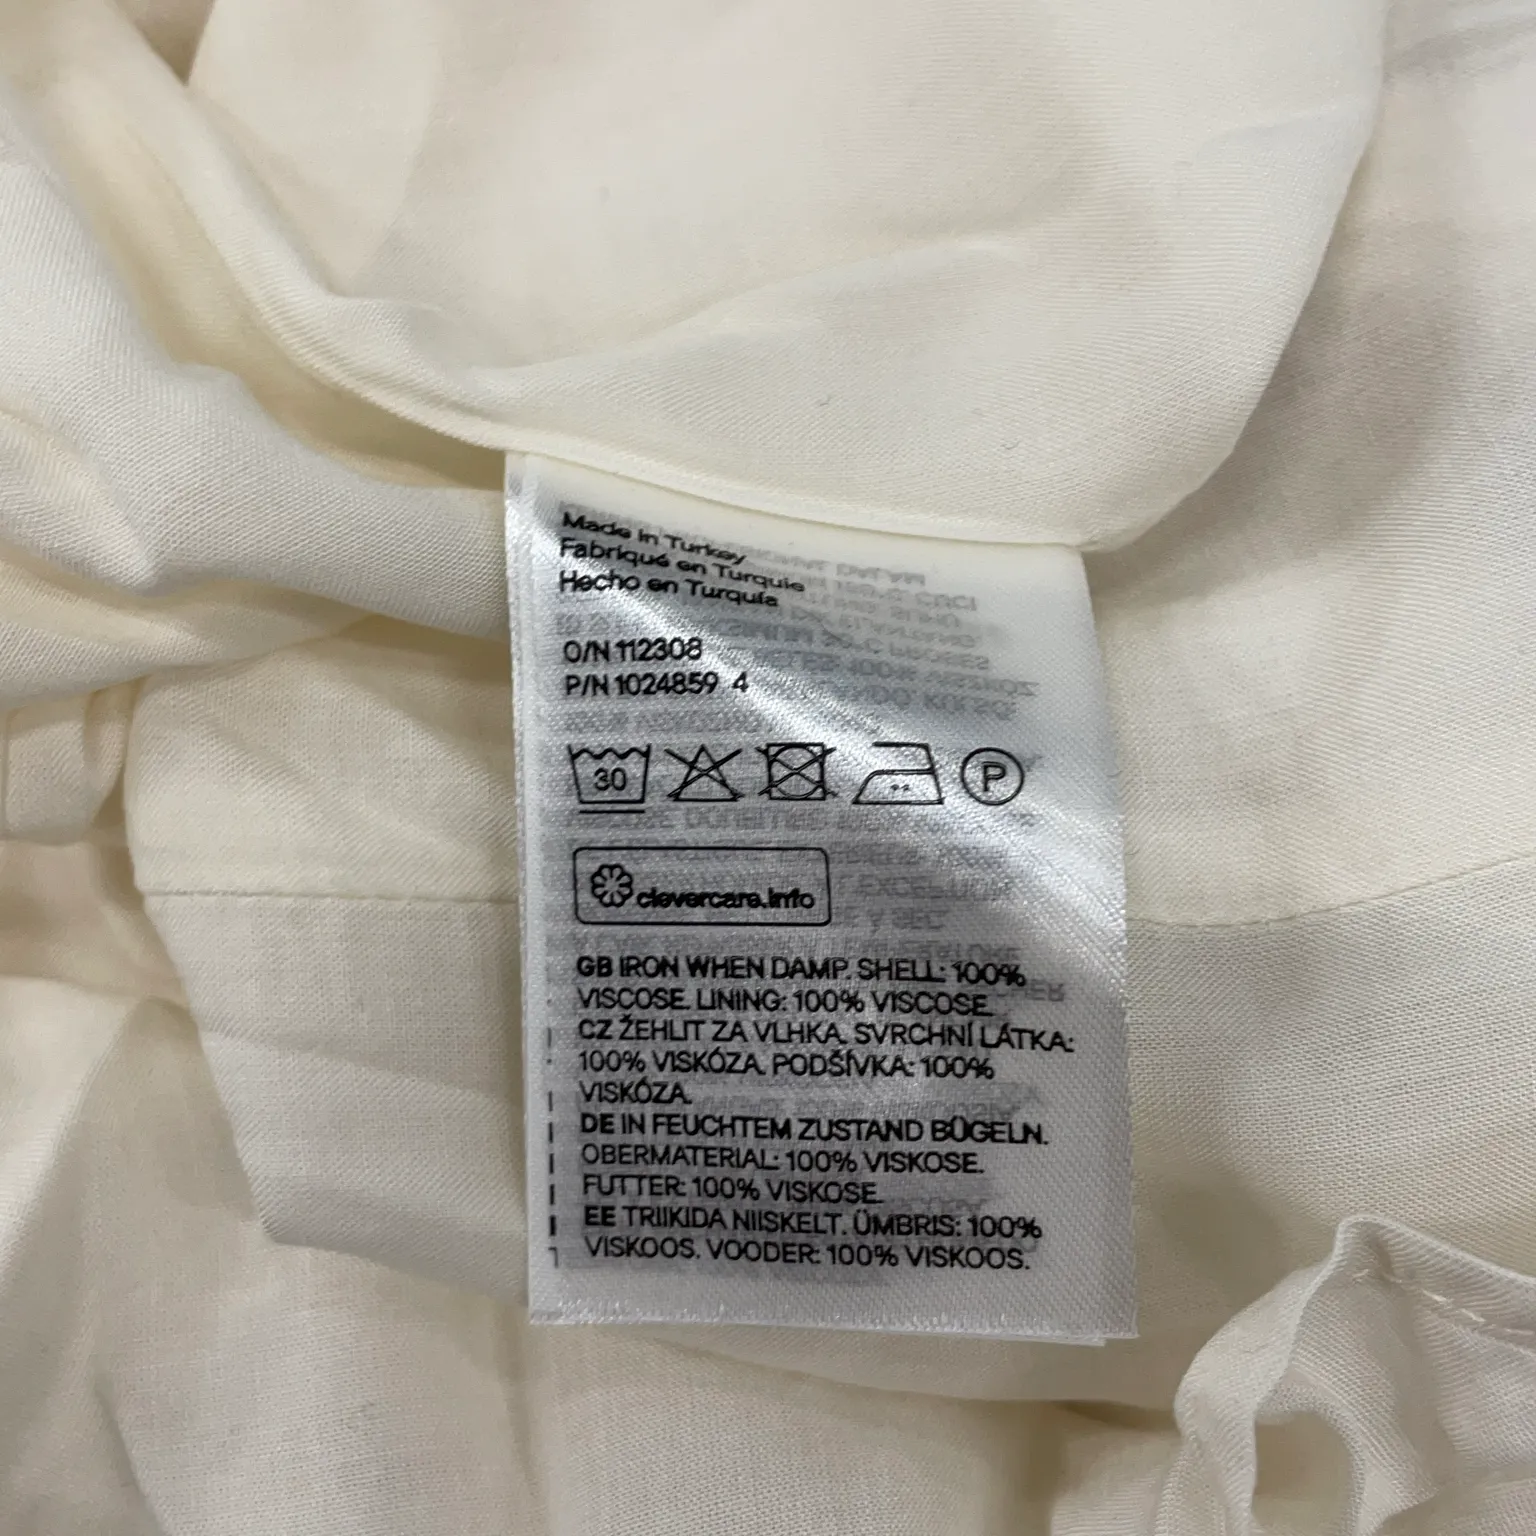 Made in Turkey
Fabriqué en Turquie
Hecho en Turquía
O/N 112308
P/N 1024859 4
30
P
clevercare.info
GB IRON WHEN DAMP. SHELL: 100%
VISCOSE. LINING: 100% VISCOSE.
CZ ŽEHLIT ZA VLHKA. SVRCHNÍ LÁTKA:
100% VISKÓZA. PODŠÍVKA: 100%
VISKÓZA.
DE IN FEUCHTEM ZUSTAND BÜGELN.
OBERMATERIAL: 100% VISKOSE.
FUTTER: 100% VISKOSE.
EE TRIIKIDA NIISKELT. ÜMBRIS: 100%
VISKOOS. VOODER: 100% VISKOOS.